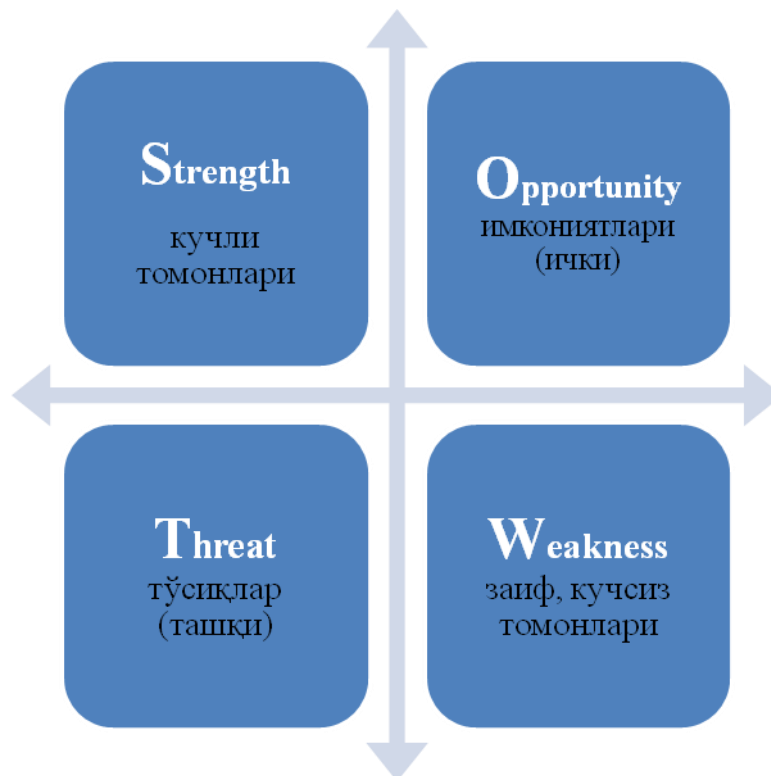 Strength
кучли
томонлари
Opportunity
имкониятлари
(ички)
Threat
тўсиқлар
(ташқи)
Weakness
заиф, кучсиз
томонлари